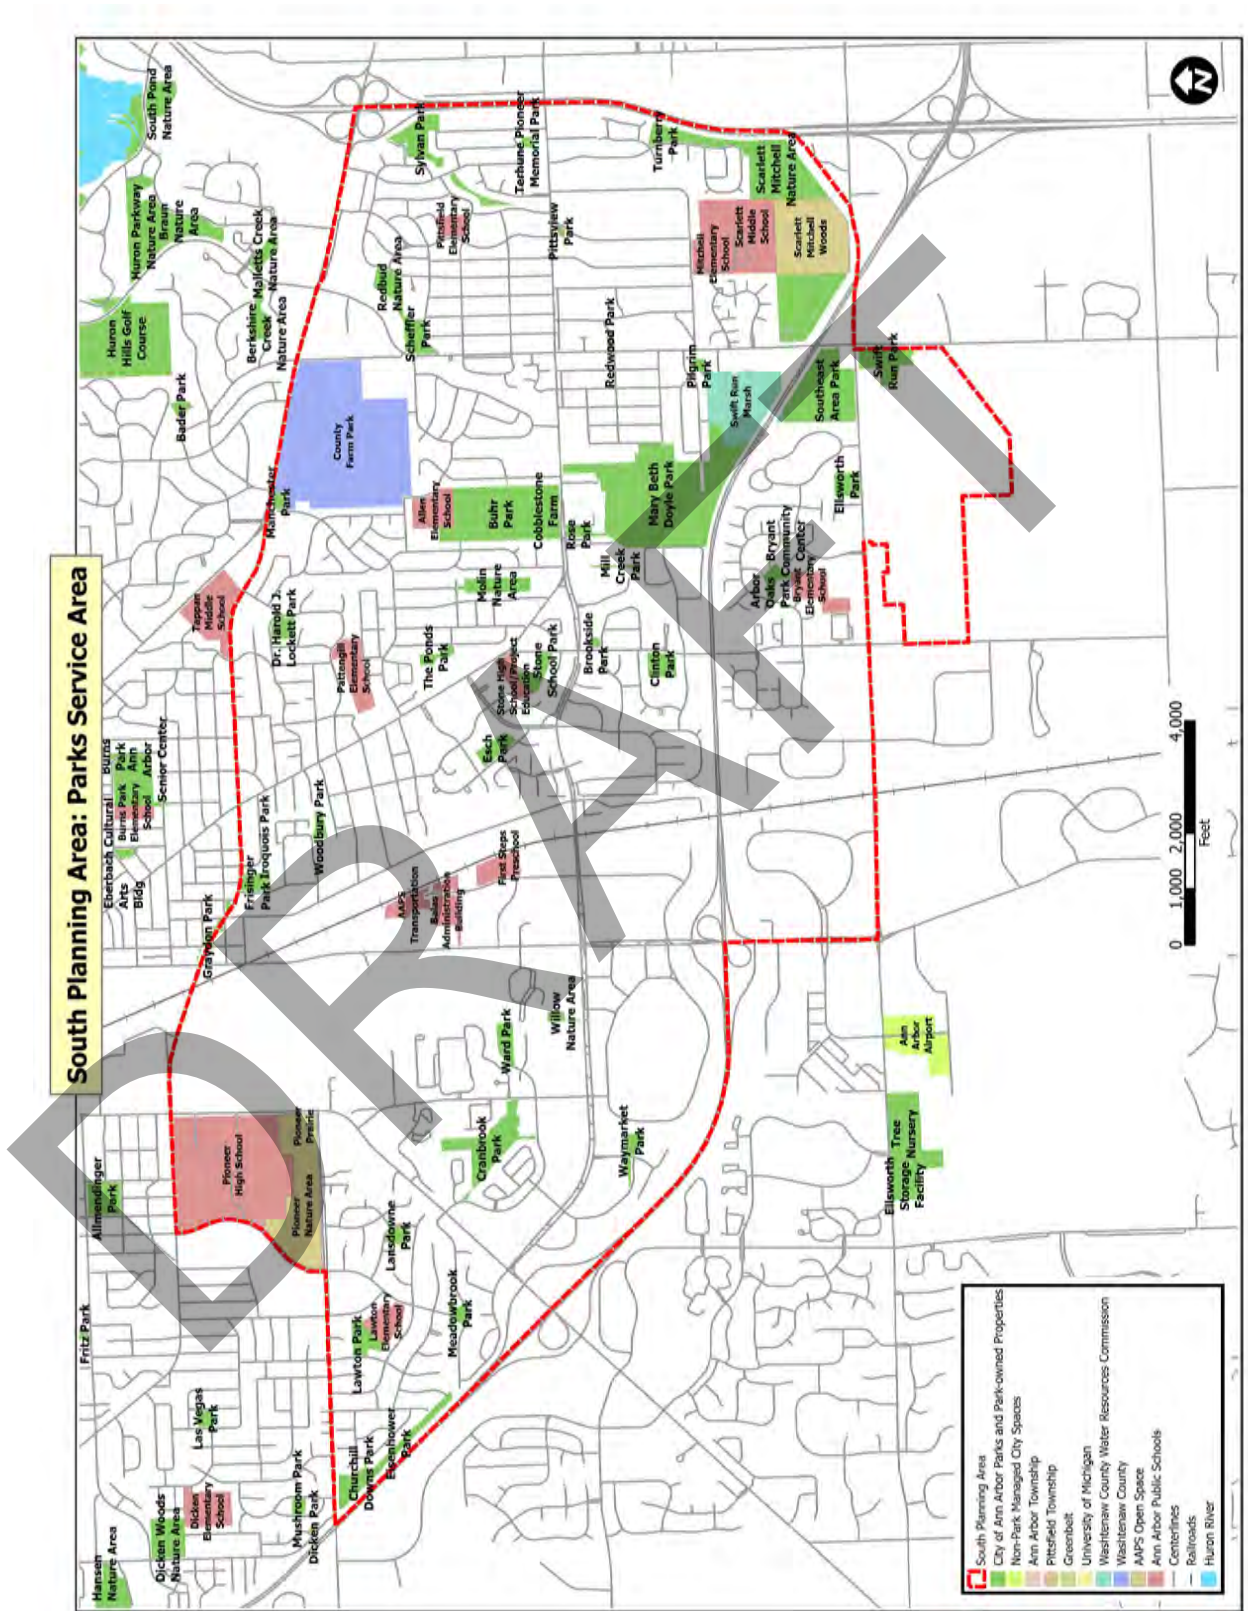 South Planning Area: Parks Service Area
Hansen
Nature Area
Dicken Woods
Nature Area
Dicken
Elementary
School
Mushroom Park
Dicken Park
Las Vegas
Park
Fritz Park
Allmendinger
Park
Churchill
Downs Park
Eisenhower
Park
Lawton Park
Lawton
Elementary
School
Meadowbrook
Park
Lansdowne
Park
Pioneer
High School
Pioneer
Nature Area
Pioneer
Prairie
Cranbrook
Park
Ward Park
Willow
Nature Area
Waymarket
Park
Graydon Park
Frisinger
Park
Iroquois Park
Woodbury Park
Eberbach Cultural
Arts
Bldg
Burns Park
Elementary
School
Burns
Park
Ann
Arbor
Senior Center
AAPS
Transportation
Balas
Administration
Building
First Steps
Preschool
Esch
Park
Tappan
Middle
School
Dr. Harold J.
Lockett Park
Pattengill
Elementary
School
The Ponds
Park
Stone High
School/Project
Education
Stone
School Park
Brookside
Park
Clinton
Park
Molin
Nature
Area
Mill
Creek
Park
Rose
Park
Cobblestone
Farm
Buhr
Park
Allen
Elementary
School
Manchester
Park
County
Farm Park
Bader Park
Huron
Hills Golf
Course
Berkshire
Creek
Nature Area
Malletts Creek
Nature Area
Huron Parkway
Nature Area
Braun
Nature
Area
South Pond
Nature Area
Redbud
Nature Area
Scheffler
Park
Pittsfield
Elementary
School
Sylvan Park
Terhune Pioneer
Memorial Park
Pittsview
Park
Redwood Park
Turnberry
Park
Mitchell
Elementary
School
Scarlett
Middle
School
Scarlett
Mitchell
Nature Area
Scarlett
Mitchell
Woods
Pilgrim
Park
Swift Run
Marsh
Mary Beth
Doyle Park
Southeast
Area Park
Swift
Run Park
Ellsworth
Park
Arbor
Oaks
Park
Bryant
Community
Center
Bryant
Elementary
School
Ann
Arbor
Airport
Ellsworth
Storage
Facility
Tree
Nursery
N
0 1,000 2,000 4,000
Feet
South Planning Area
City of Ann Arbor Parks and Park-owned Properties
Non-Park Managed City Spaces
Ann Arbor Township
Pittsfield Township
Greenbelt
University of Michigan
Washtenaw County Water Resources Commission
Washtenaw County
AAPS Open Space
Ann Arbor Public Schools
Centerlines
Railroads
Huron River
DRAFT